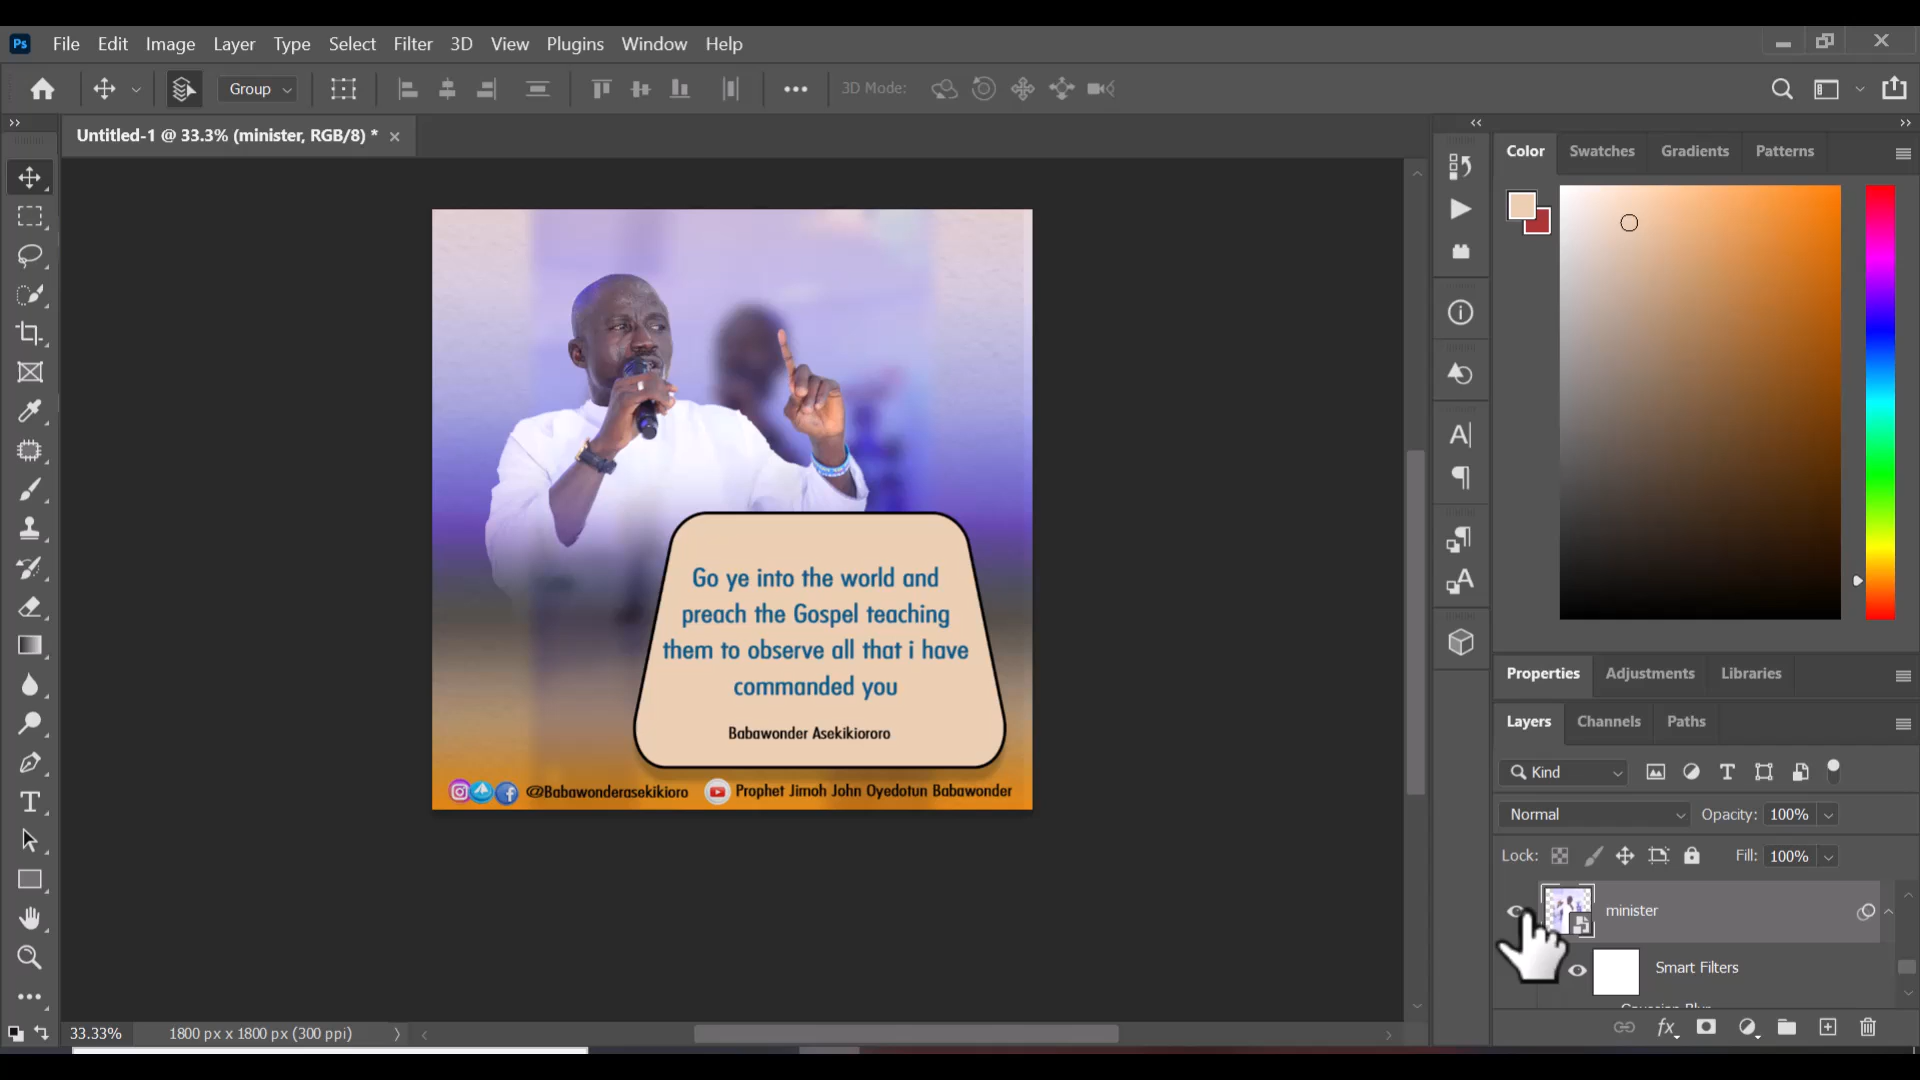 Ps File Edit Image Layer Type Select Filter 3D View Plugins Window Help
Group 3D Mode:
Untitled-1 @ 33.3% (minister, RGB/8) *
Color Swatches Gradients Patterns
Go ye into the world and
preach the Gospel teaching
them to observe all that i have
commanded you
Babawonder Asekikiororo
@Babawonderasekikioro Prophet Jimoh John Oyedotun Babawonder
Properties Adjustments Libraries
Layers Channels Paths
Kind
Normal Opacity: 100%
Lock: Fill: 100%
minister
Smart Filters
Gaussian Blur
fx
33.33% 1800 px x 1800 px (300 ppi)